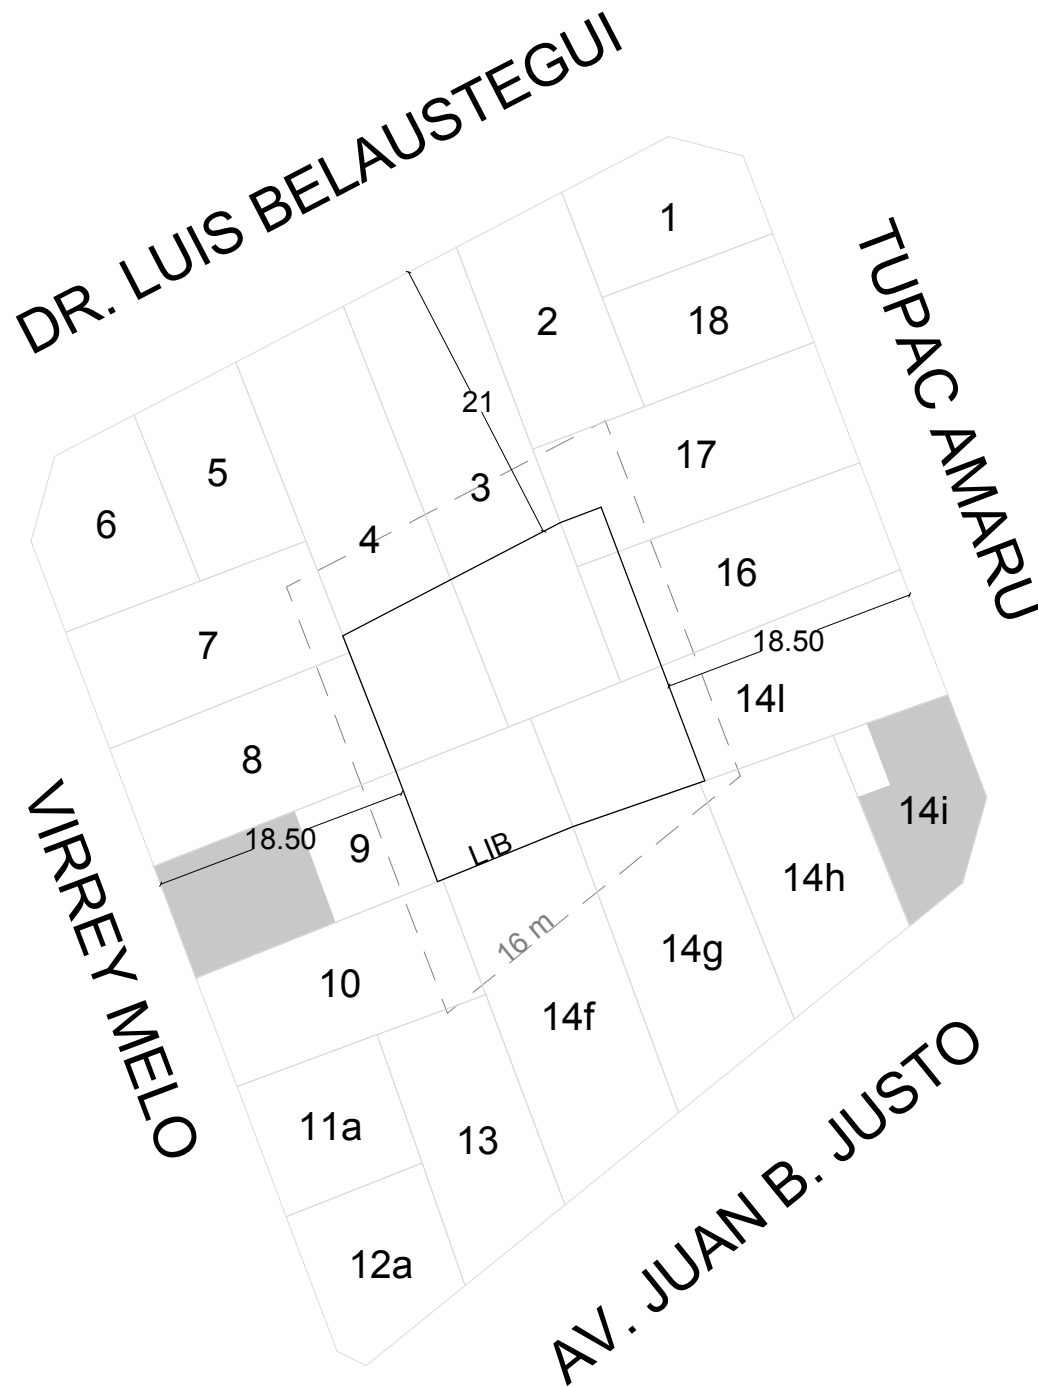 DR. LUIS BELAUSTEGUI
TUPAC AMARU
1
2
18
21
17
3
5
4
6
16
7
18.50
14l
8
18.50
9
LIB
14i
14h
16 m
14g
10
14f
VIRREY MELO
11a
13
12a
AV. JUAN B. JUSTO